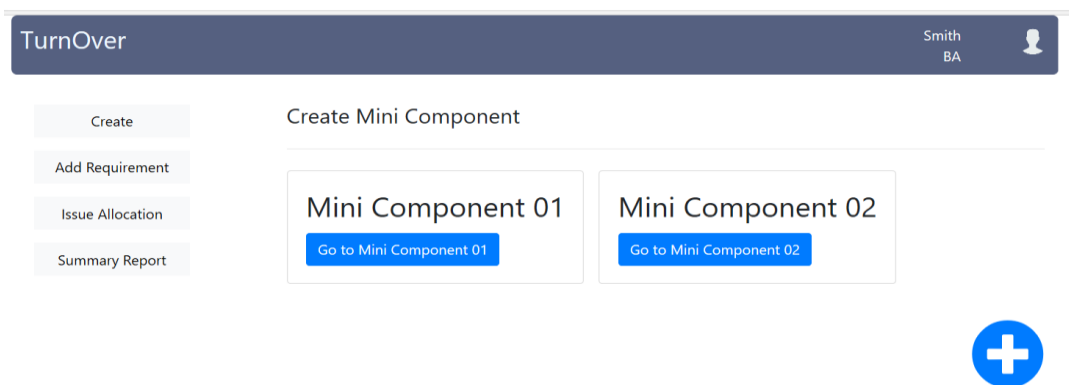 TurnOver
Smith
BA
Create
Add Requirement
Issue Allocation
Summary Report
Create Mini Component
Mini Component 01
Go to Mini Component 01
Mini Component 02
Go to Mini Component 02